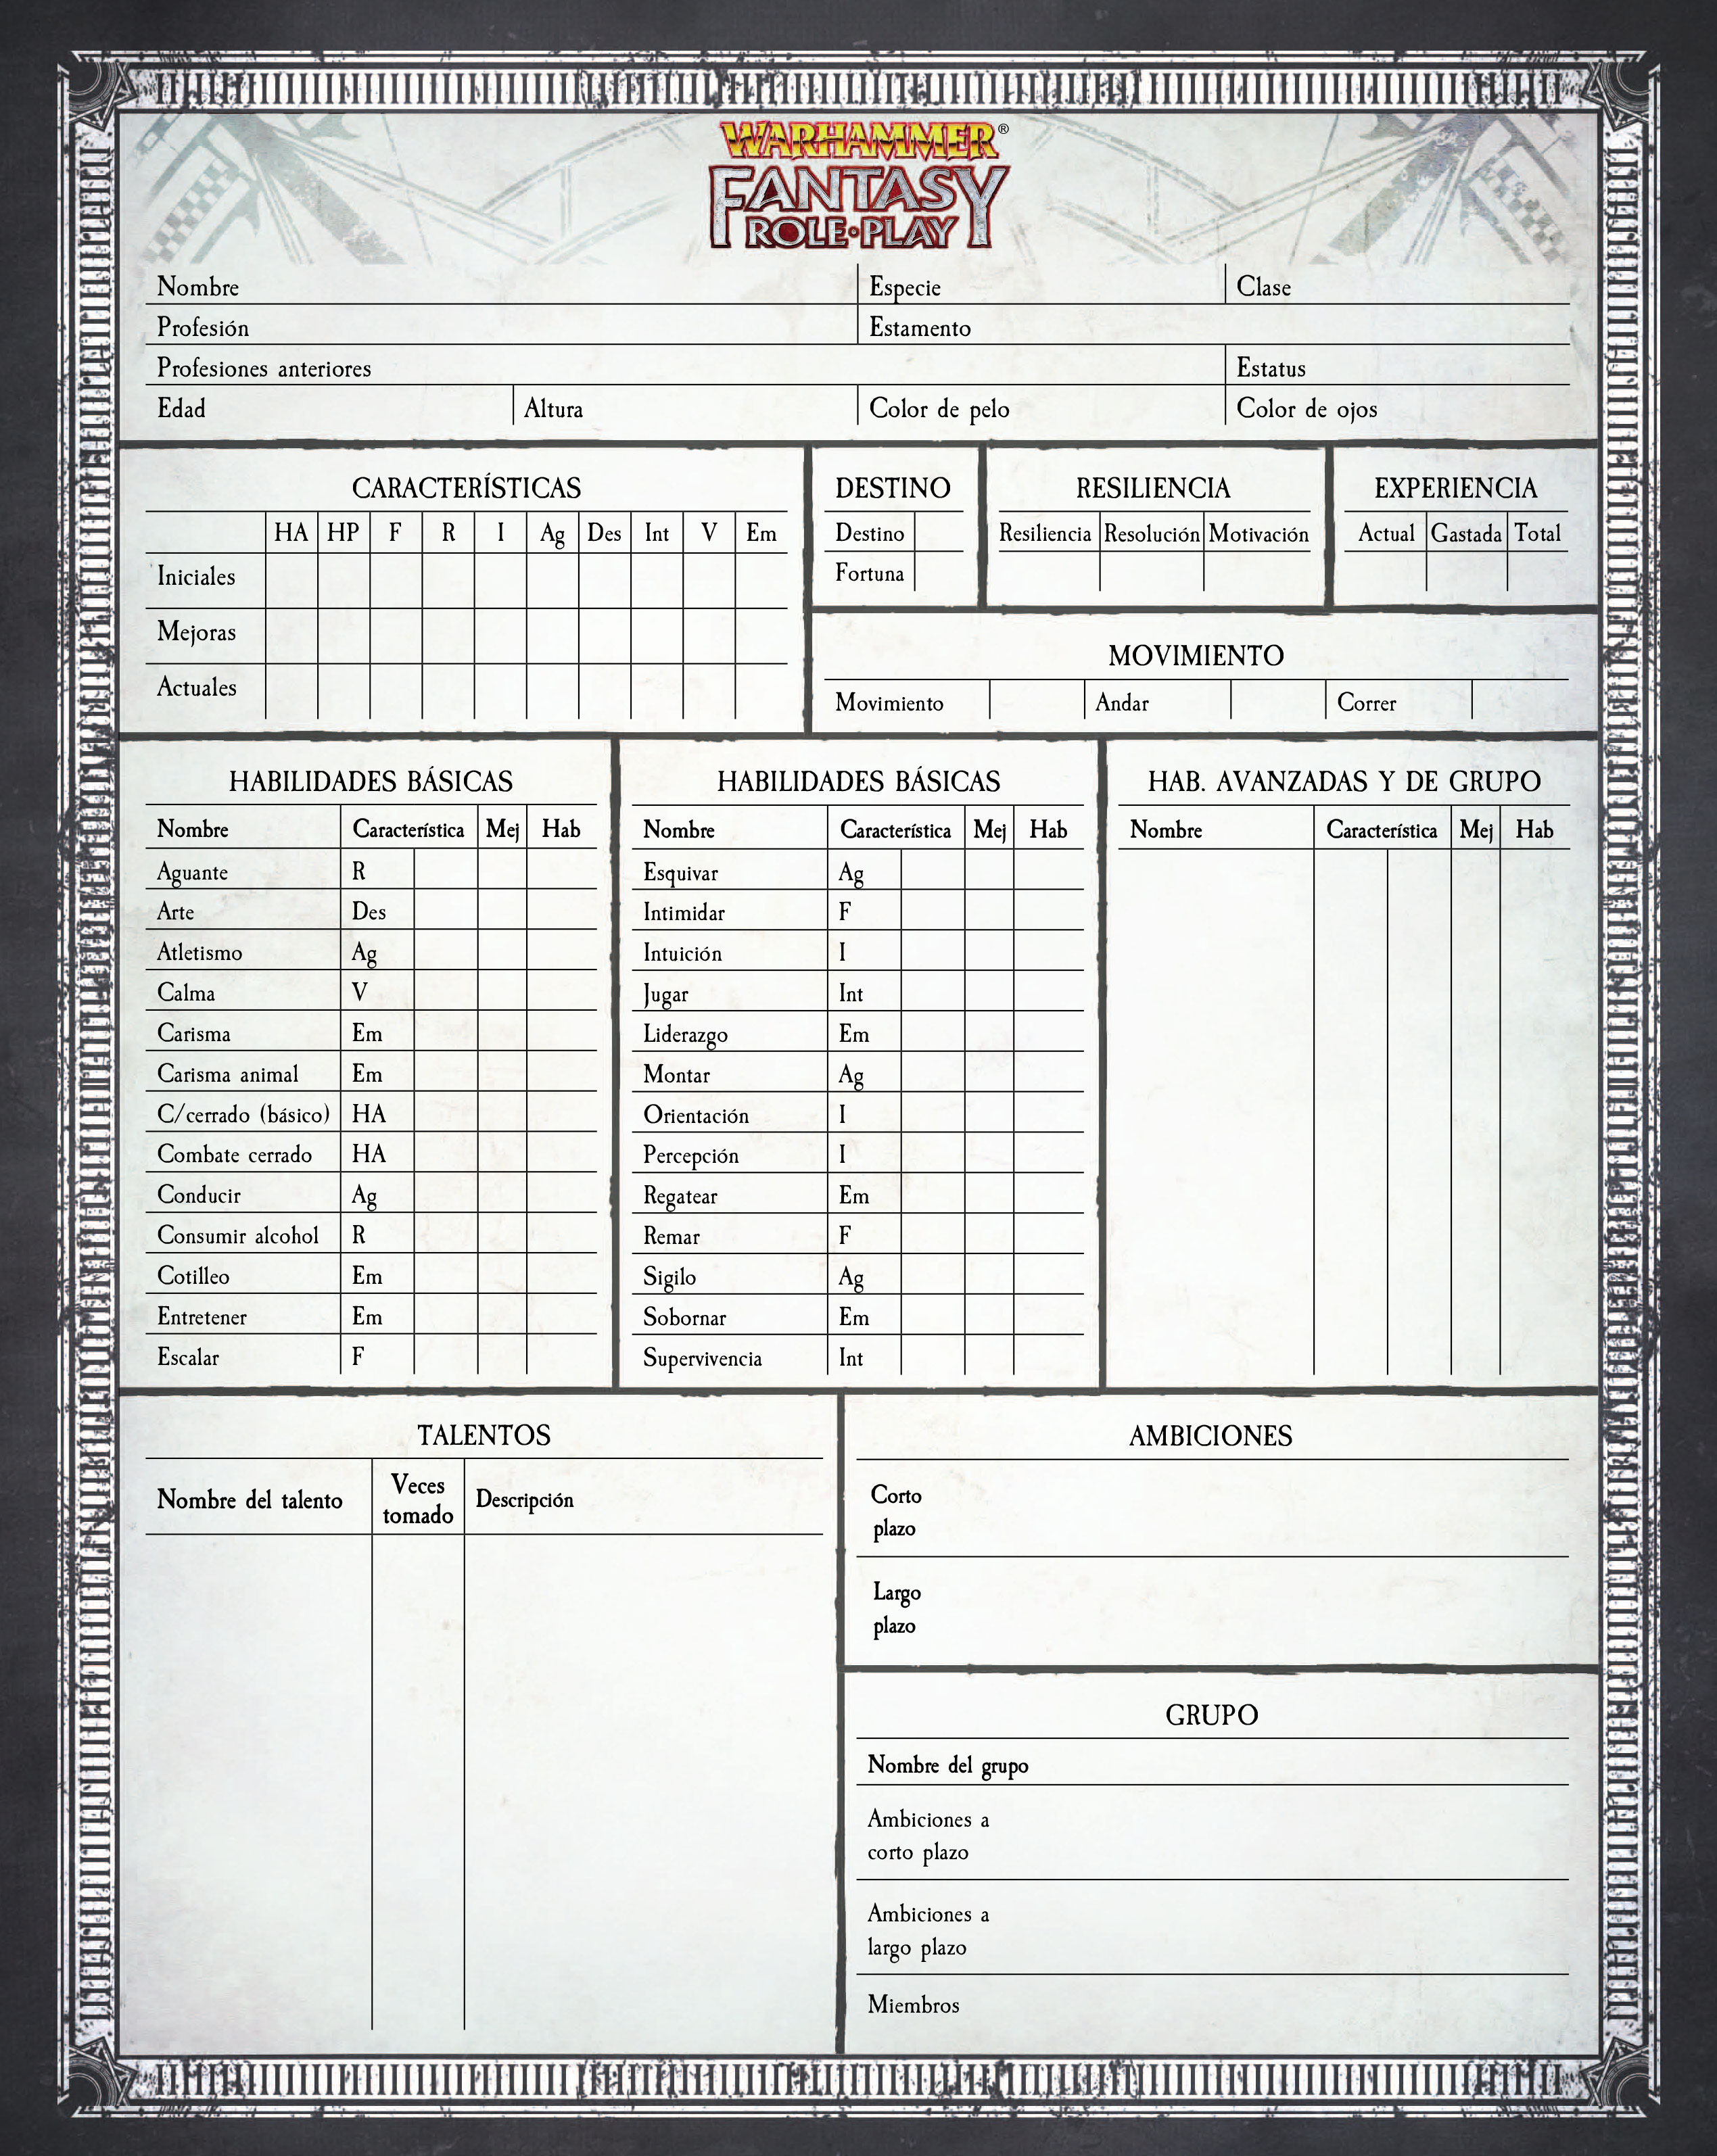 WARHAMMER®
FANTASY
ROLE•PLAY
Nombre Especie Clase
Profesión Estamento
Profesiones anteriores Estatus
Edad Altura Color de pelo Color de ojos
CARACTERÍSTICAS
HA HP F R I Ag Des Int V Em
Iniciales
Mejoras
Actuales
DESTINO
Destino
Fortuna
RESILIENCIA
Resiliencia Resolución Motivación
EXPERIENCIA
Actual Gastada Total
MOVIMIENTO
Movimiento Andar Correr
HABILIDADES BÁSICAS
Nombre Característica Mej Hab
Aguante R
Arte Des
Atletismo Ag
Calma V
Carisma Em
Carisma animal Em
C/cerrado (básico) HA
Combate cerrado HA
Conducir Ag
Consumir alcohol R
Cotilleo Em
Entretener Em
Escalar F
HABILIDADES BÁSICAS
Nombre Característica Mej Hab
Esquivar Ag
Intimidar F
Intuición I
Jugar Int
Liderazgo Em
Montar Ag
Orientación I
Percepción I
Regatear Em
Remar F
Sigilo Ag
Sobornar Em
Supervivencia Int
HAB. AVANZADAS Y DE GRUPO
Nombre Característica Mej Hab
TALENTOS
Nombre del talento Veces tomado Descripción
AMBICIONES
Corto
plazo
Largo
plazo
GRUPO
Nombre del grupo
Ambiciones a
corto plazo
Ambiciones a
largo plazo
Miembros